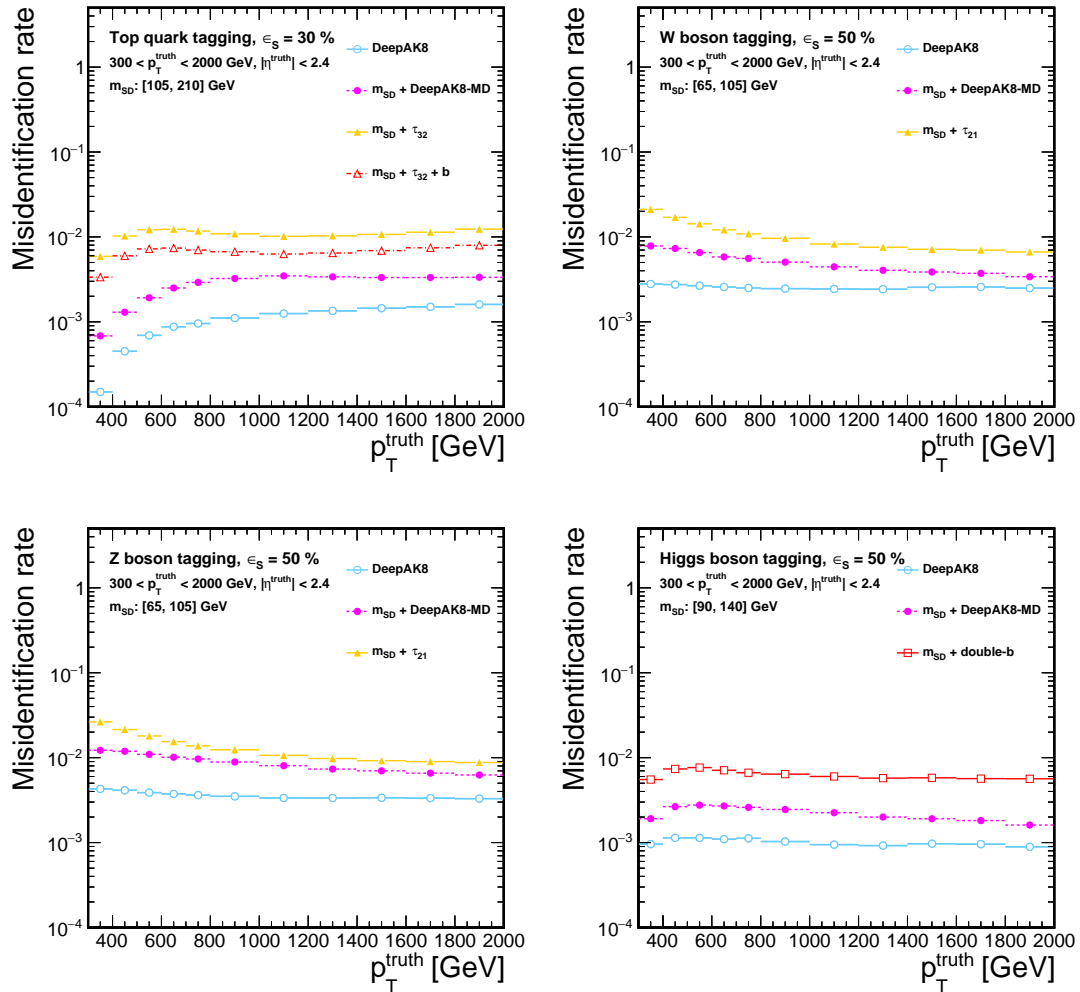 Top quark tagging, ε_S = 30 %
300 < p_T^truth < 2000 GeV, |η^truth| < 2.4
m_SD: [105, 210] GeV
DeepAK8
m_SD + DeepAK8-MD
m_SD + τ_32
m_SD + τ_32 + b
Misidentification rate
1
10^−1
10^−2
10^−3
10^−4
400 600 800 1000 1200 1400 1600 1800 2000
p_T^truth [GeV]
W boson tagging, ε_S = 50 %
300 < p_T^truth < 2000 GeV, |η^truth| < 2.4
m_SD: [65, 105] GeV
DeepAK8
m_SD + DeepAK8-MD
m_SD + τ_21
Misidentification rate
1
10^−1
10^−2
10^−3
10^−4
400 600 800 1000 1200 1400 1600 1800 2000
p_T^truth [GeV]
Z boson tagging, ε_S = 50 %
300 < p_T^truth < 2000 GeV, |η^truth| < 2.4
m_SD: [65, 105] GeV
DeepAK8
m_SD + DeepAK8-MD
m_SD + τ_21
Misidentification rate
1
10^−1
10^−2
10^−3
10^−4
400 600 800 1000 1200 1400 1600 1800 2000
p_T^truth [GeV]
Higgs boson tagging, ε_S = 50 %
300 < p_T^truth < 2000 GeV, |η^truth| < 2.4
m_SD: [90, 140] GeV
DeepAK8
m_SD + DeepAK8-MD
m_SD + double-b
Misidentification rate
1
10^−1
10^−2
10^−3
10^−4
400 600 800 1000 1200 1400 1600 1800 2000
p_T^truth [GeV]